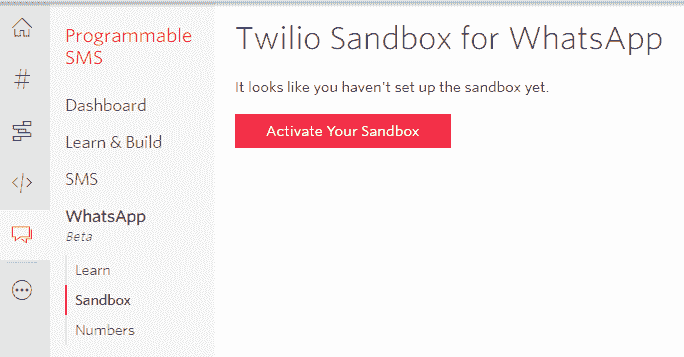 Programmable
SMS
Dashboard
Learn & Build
SMS
WhatsApp
Beta
Learn
Sandbox
Numbers
Twilio Sandbox for WhatsApp
It looks like you haven't set up the sandbox yet.
Activate Your Sandbox